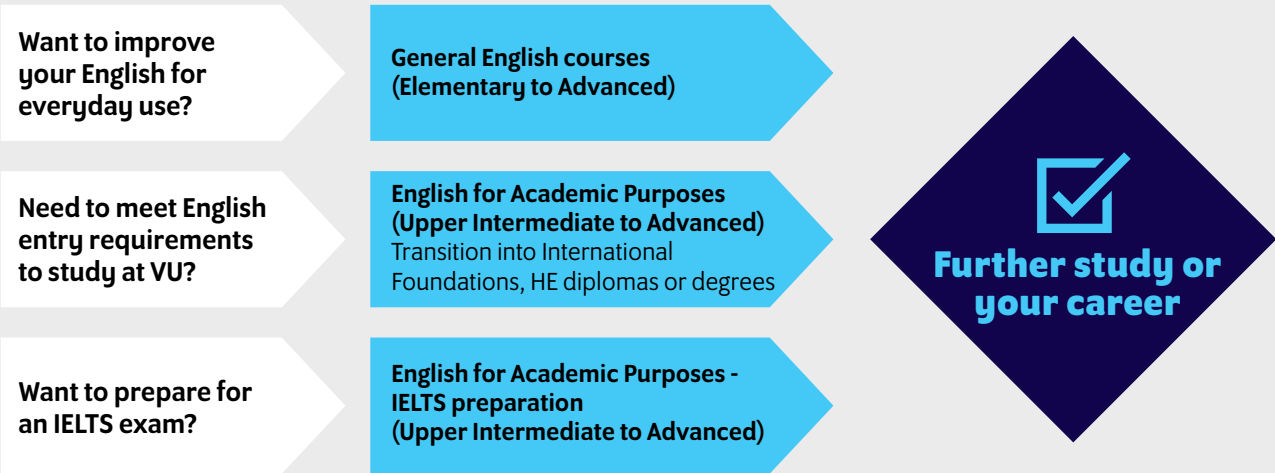 Want to improve
your English for
everyday use?
General English courses
(Elementary to Advanced)
Need to meet English
entry requirements
to study at VU?
English for Academic Purposes
(Upper Intermediate to Advanced)
Transition into International
Foundations, HE diplomas or degrees
Want to prepare for
an IELTS exam?
English for Academic Purposes -
IELTS preparation
(Upper Intermediate to Advanced)
Further study or
your career